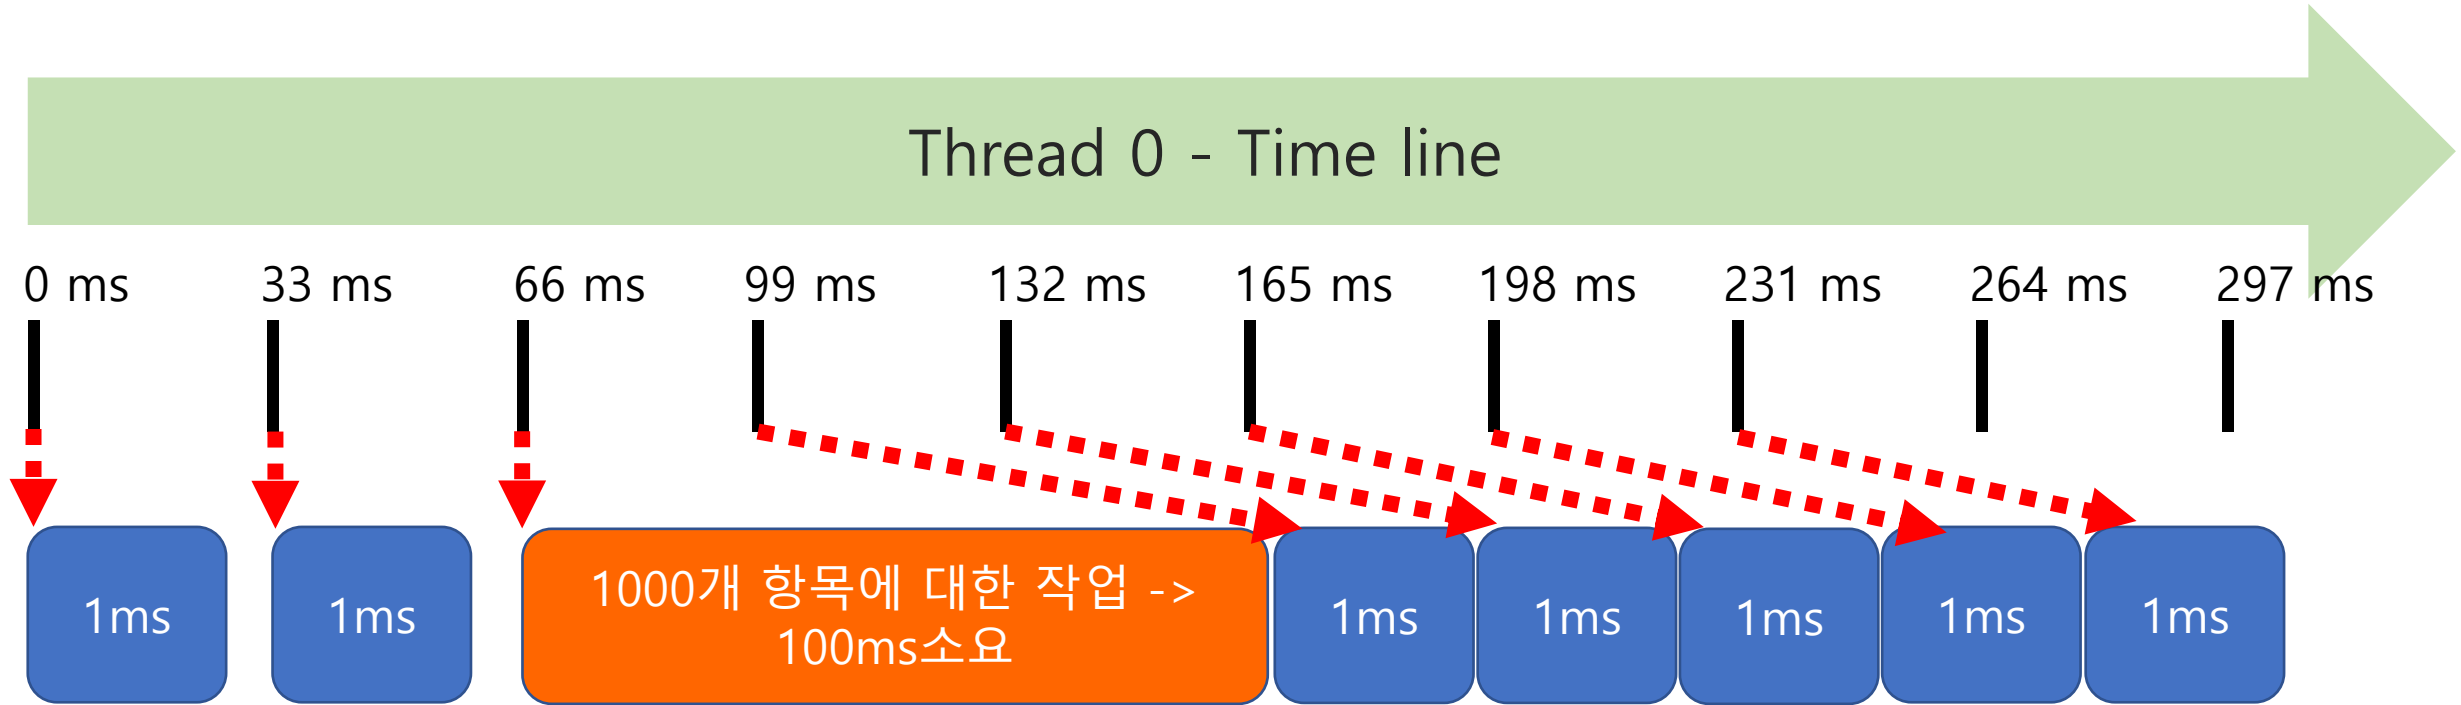 Thread 0 - Time line
0 ms
33 ms
66 ms
99 ms
132 ms
165 ms
198 ms
231 ms
264 ms
297 ms
1ms
1ms
1000개 항목에 대한 작업 ->
100ms소요
1ms
1ms
1ms
1ms
1ms